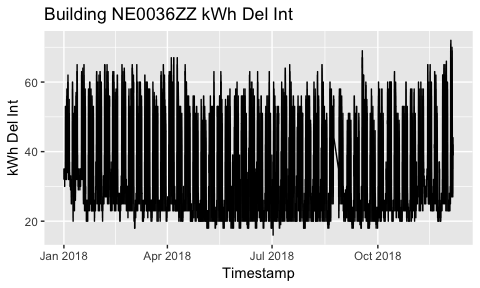 Building NE0036ZZ kWh Del Int
kWh Del Int
60
40
20
Jan 2018
Apr 2018
Jul 2018
Oct 2018
Timestamp